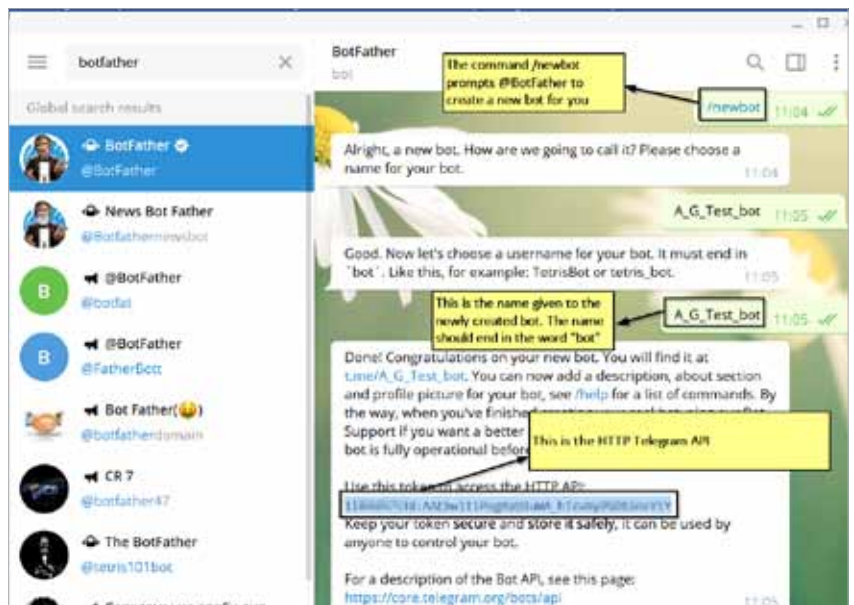 botfather
Global search results
BotFather
@BotFather
News Bot Father
@Botfathernewsbot
B
@BotFather
@botfat
B
@BotFather
@FatherBott
Bot Father(😛)
@botfatherdomain
CR 7
@botfather47
The BotFather
@tetris101bot
BotFather
bot
The command /newbot
prompts @BotFather to
create a new bot for you
/newbot 11:04
Alright, a new bot. How are we going to call it? Please choose a
name for your bot.
11:04
A_G_Test_bot 11:05
Good. Now let's choose a username for your bot. It must end in
`bot`. Like this, for example: TetrisBot or tetris_bot.
11:05
This is the name given to the
newly created bot. The name
should end in the word "bot"
A_G_Test_bot 11:05
Done! Congratulations on your new bot. You will find it at
t.me/A_G_Test_bot. You can now add a description, about section
and profile picture for your bot, see /help for a list of commands. By
the way, when you've finished
Support if you want a better
bot is fully operational before
This is the HTTP Telegram API
Use this token to access the HTTP API:
Keep your token secure and store it safely, it can be used by
anyone to control your bot.
For a description of the Bot API, see this page:
https://core.telegram.org/bots/api
11:05